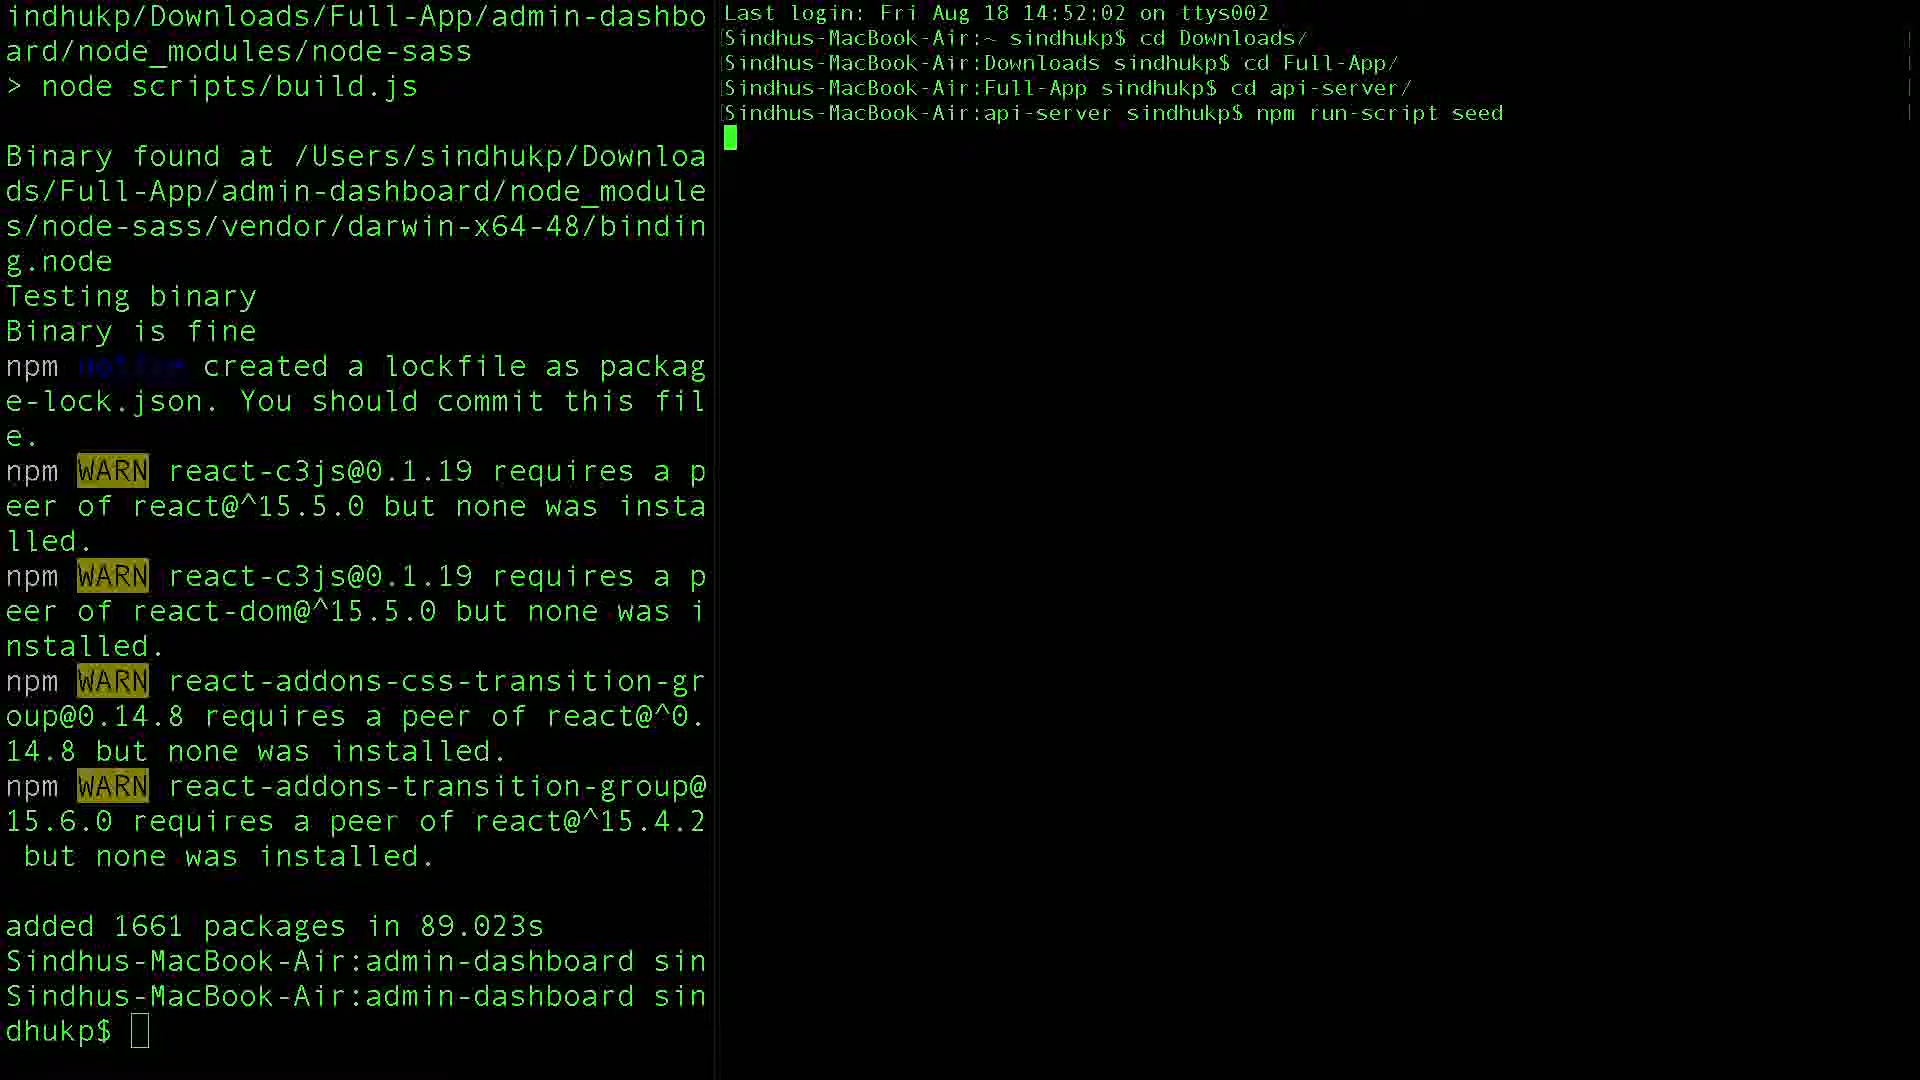 indhukp/Downloads/Full-App/admin-dashbo
ard/node_modules/node-sass
> node scripts/build.js
Binary found at /Users/sindhukp/Downloa
ds/Full-App/admin-dashboard/node_module
s/node-sass/vendor/darwin-x64-48/bindin
g.node
Testing binary
Binary is fine
npm notice created a lockfile as packag
e-lock.json. You should commit this fil
e.
npm WARN react-c3js@0.1.19 requires a p
eer of react@^15.5.0 but none was insta
lled.
npm WARN react-c3js@0.1.19 requires a p
eer of react-dom@^15.5.0 but none was i
nstalled.
npm WARN react-addons-css-transition-gr
oup@0.14.8 requires a peer of react@^0.
14.8 but none was installed.
npm WARN react-addons-transition-group@
15.6.0 requires a peer of react@^15.4.2
 but none was installed.
added 1661 packages in 89.023s
Sindhus-MacBook-Air:admin-dashboard sin
Sindhus-MacBook-Air:admin-dashboard sin
dhukp$
Last login: Fri Aug 18 14:52:02 on ttys002
[Sindhus-MacBook-Air:~ sindhukp$ cd Downloads/
[Sindhus-MacBook-Air:Downloads sindhukp$ cd Full-App/
[Sindhus-MacBook-Air:Full-App sindhukp$ cd api-server/
[Sindhus-MacBook-Air:api-server sindhukp$ npm run-script seed